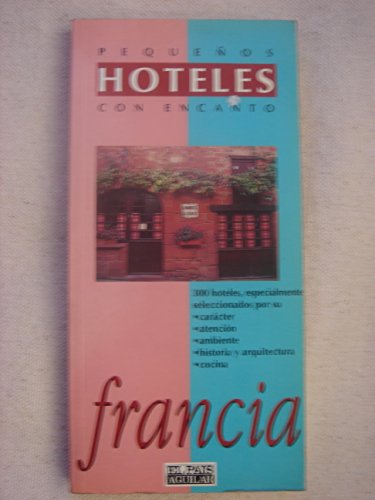 PEQUEÑOS
HOTELES
CON ENCANTO
300 hoteles, especialmente
seleccionados por su
carácter
atención
ambiente
historia y arquitectura
cocina
francia
EL PAIS
AGUILAR